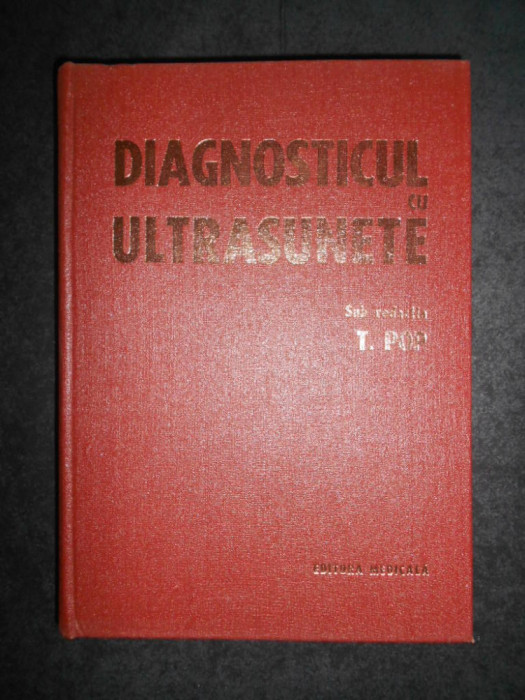 DIAGNOSTICUL
CU
ULTRASUNETE
Sub redacția
T. POP
EDITURA MEDICALĂ